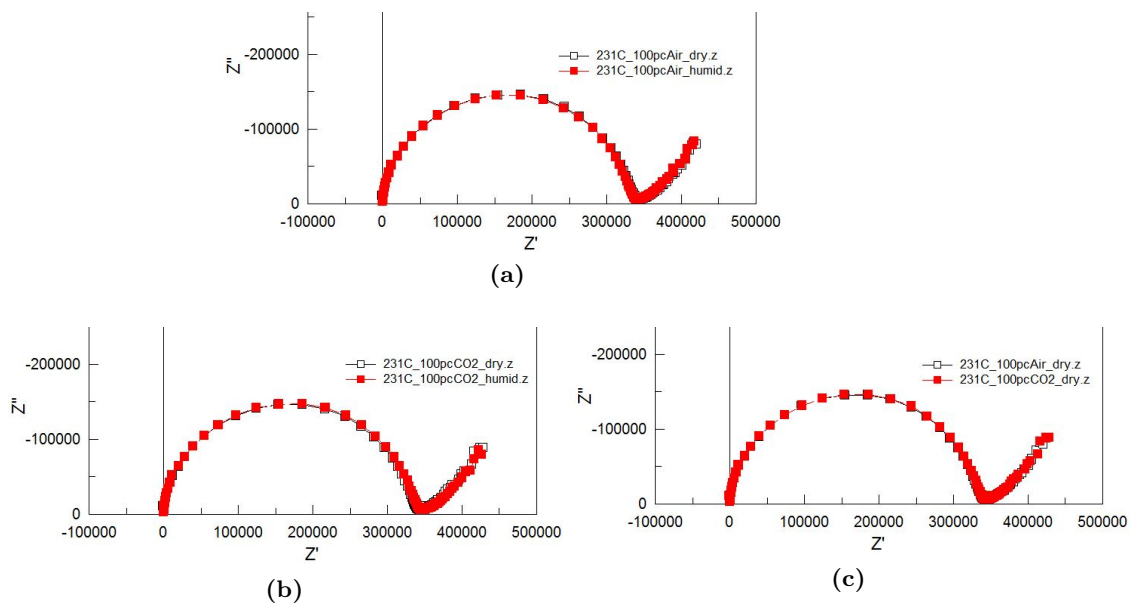 231C_100pcAir_dry.z
231C_100pcAir_humid.z
-200000
-100000
0
Z''
-100000 0 100000 200000 300000 400000 500000
Z'
(a)
231C_100pcCO2_dry.z
231C_100pcCO2_humid.z
-200000
-100000
0
Z''
-100000 0 100000 200000 300000 400000 500000
Z'
(b)
231C_100pcAir_dry.z
231C_100pcCO2_dry.z
-200000
-100000
0
Z''
-100000 0 100000 200000 300000 400000 500000
Z'
(c)